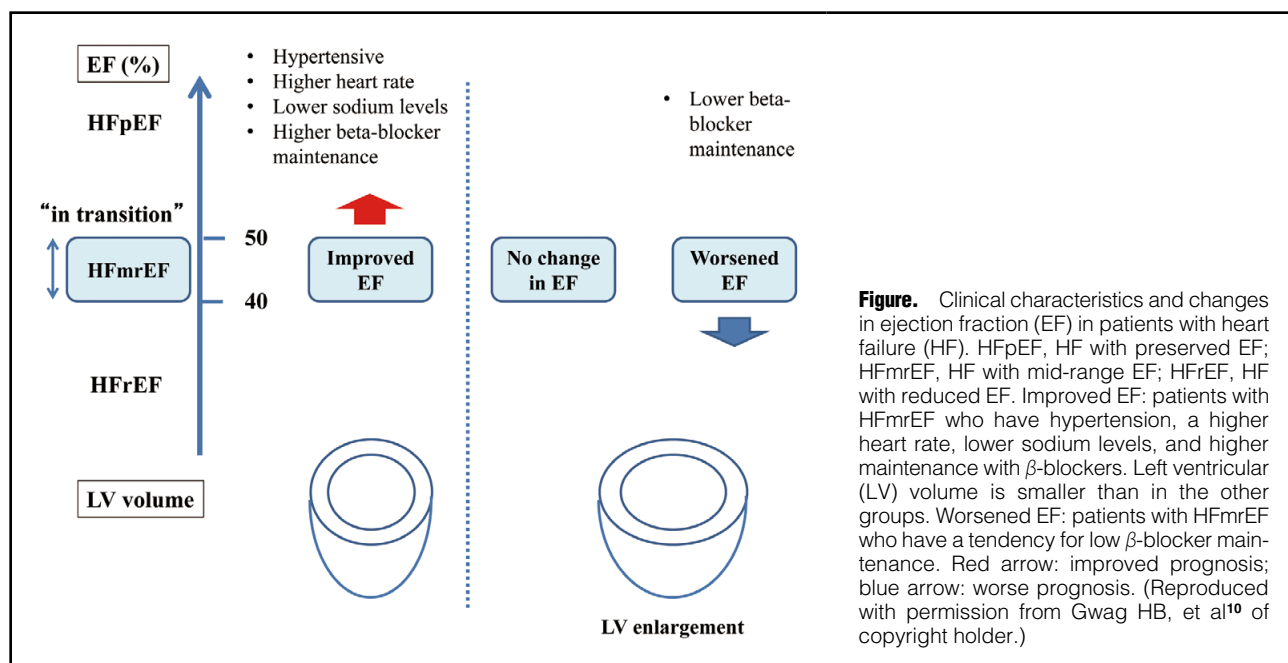 EF (%)
HFpEF
"in transition"
HFmrEF
HFrEF
LV volume
50
40
• Hypertensive
• Higher heart rate
• Lower sodium levels
• Higher beta-blocker
maintenance
Improved
EF
• Lower beta-
blocker
maintenance
No change
in EF
Worsened
EF
LV enlargement
Figure. Clinical characteristics and changes
in ejection fraction (EF) in patients with heart
failure (HF). HFpEF, HF with preserved EF;
HFmrEF, HF with mid-range EF; HFrEF, HF
with reduced EF. Improved EF: patients with
HFmrEF who have hypertension, a higher
heart rate, lower sodium levels, and higher
maintenance with β-blockers. Left ventricular
(LV) volume is smaller than in the other
groups. Worsened EF: patients with HFmrEF
who have a tendency for low β-blocker main-
tenance. Red arrow: improved prognosis;
blue arrow: worse prognosis. (Reproduced
with permission from Gwag HB, et al10 of
copyright holder.)